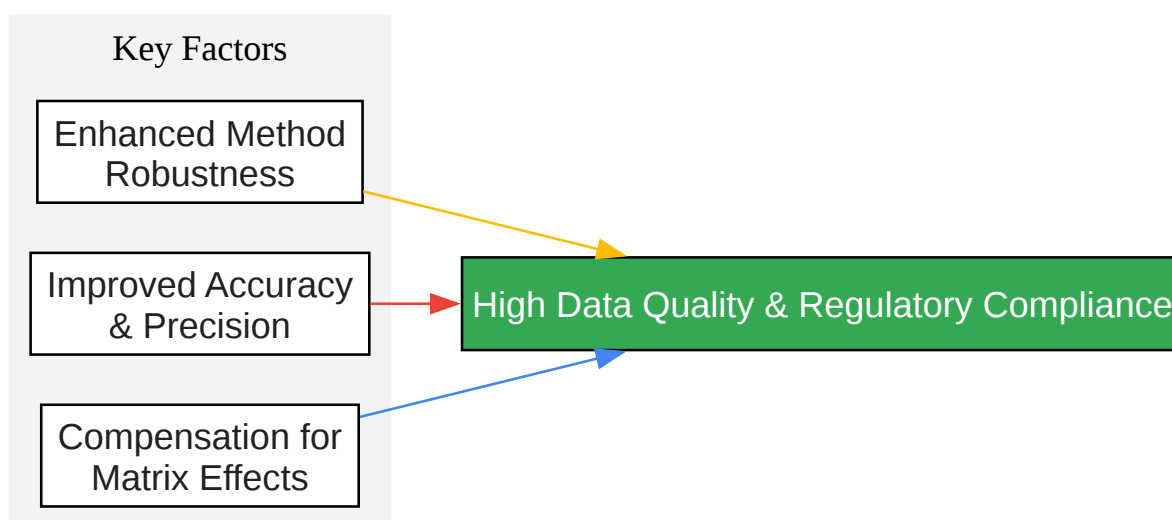 Key Factors
Enhanced Method
Robustness
Improved Accuracy
& Precision
Compensation for
Matrix Effects
High Data Quality & Regulatory Compliance